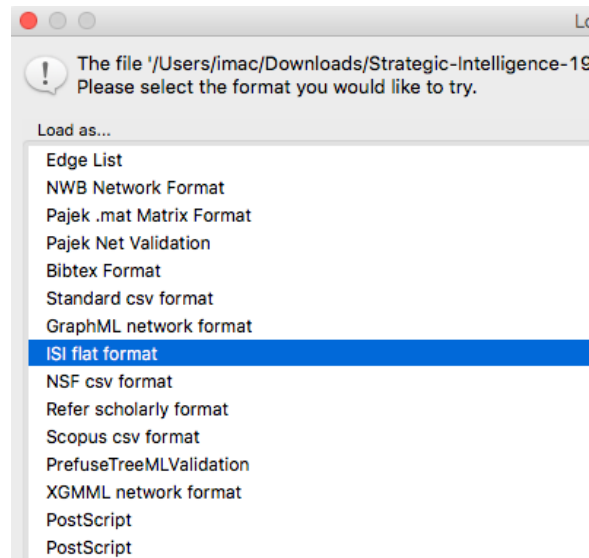 Lo
The file '/Users/imac/Downloads/Strategic-Intelligence-19
Please select the format you would like to try.
Load as...
Edge List
NWB Network Format
Pajek .mat Matrix Format
Pajek Net Validation
Bibtex Format
Standard csv format
GraphML network format
ISI flat format
NSF csv format
Refer scholarly format
Scopus csv format
PrefuseTreeMLValidation
XGMML network format
PostScript
PostScript